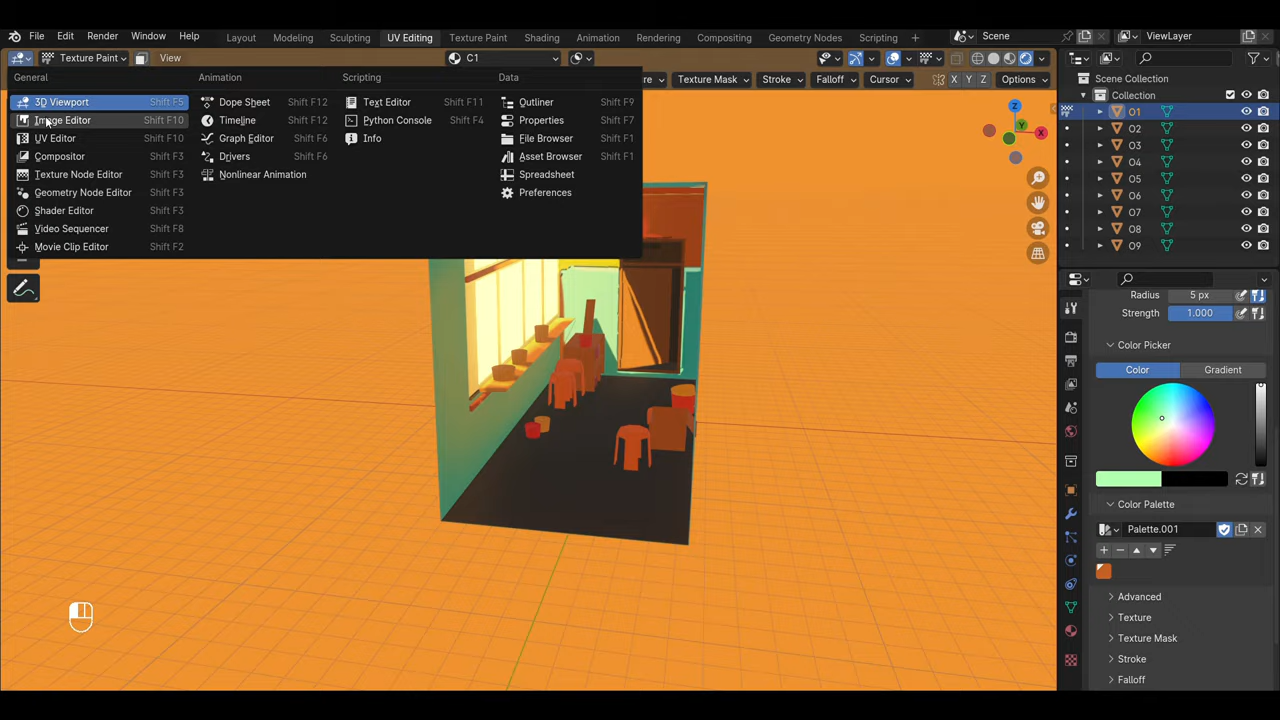 File Edit Render Window Help Layout Modeling Sculpting UV Editing Texture Paint Shading Animation Rendering Compositing Geometry Nodes Scripting + Scene ViewLayer
Texture Paint View C1
General Animation Scripting Data
3D Viewport Shift F5
Image Editor Shift F10
UV Editor Shift F10
Compositor Shift F3
Texture Node Editor Shift F3
Geometry Node Editor Shift F3
Shader Editor Shift F3
Video Sequencer Shift F8
Movie Clip Editor Shift F2
Dope Sheet Shift F12
Timeline Shift F12
Graph Editor Shift F6
Drivers Shift F6
Nonlinear Animation
Text Editor Shift F11
Python Console Shift F4
Info
Outliner Shift F9
Properties Shift F7
File Browser Shift F1
Asset Browser Shift F1
Spreadsheet
Preferences
Texture Mask Stroke Falloff Cursor X Y Z Options
Z
Y
X
Scene Collection
Collection
01
02
03
04
05
06
07
08
09
Radius 5 px
Strength 1.000
Color Picker
Color Gradient
Color Palette
Palette.001
Advanced
Texture
Texture Mask
Stroke
Falloff